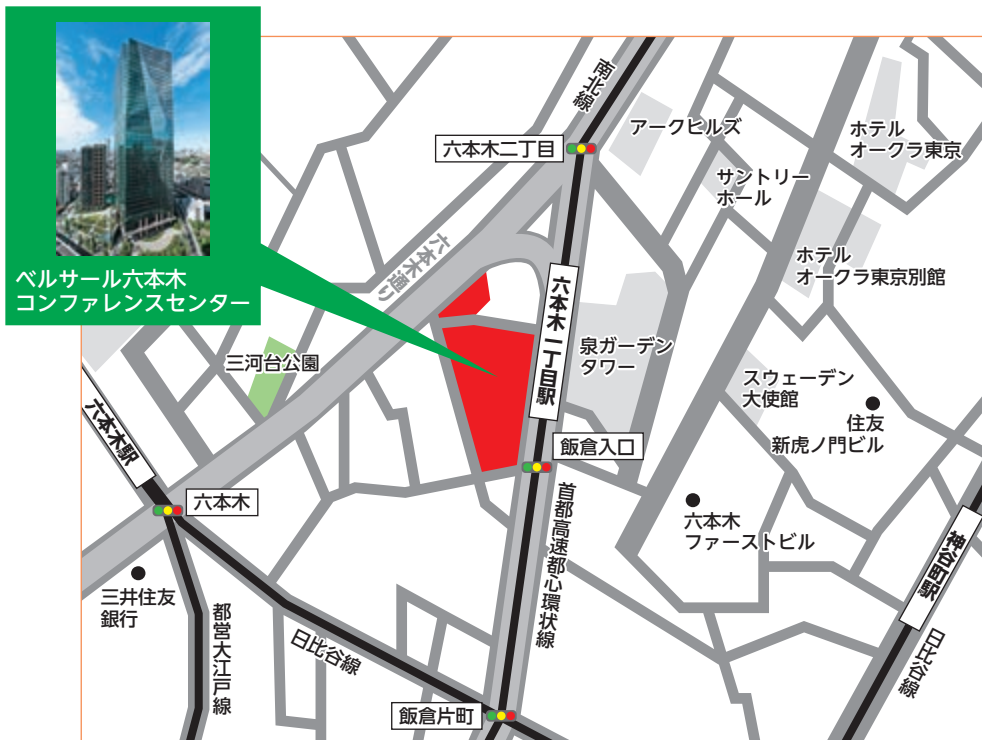 ベルサール六本木
コンファレンスセンター
南北線
六本木二丁目
アークヒルズ
ホテル
オークラ東京
サントリー
ホール
六本木通り
ホテル
オークラ東京別館
六本木一丁目駅
泉ガーデン
タワー
三河台公園
スウェーデン
大使館
住友
新虎ノ門ビル
六本木駅
飯倉入口
六本木
首都高速都心環状線
六本木
ファーストビル
神谷町駅
三井住友
銀行
都営大江戸線
日比谷線
日比谷線
飯倉片町